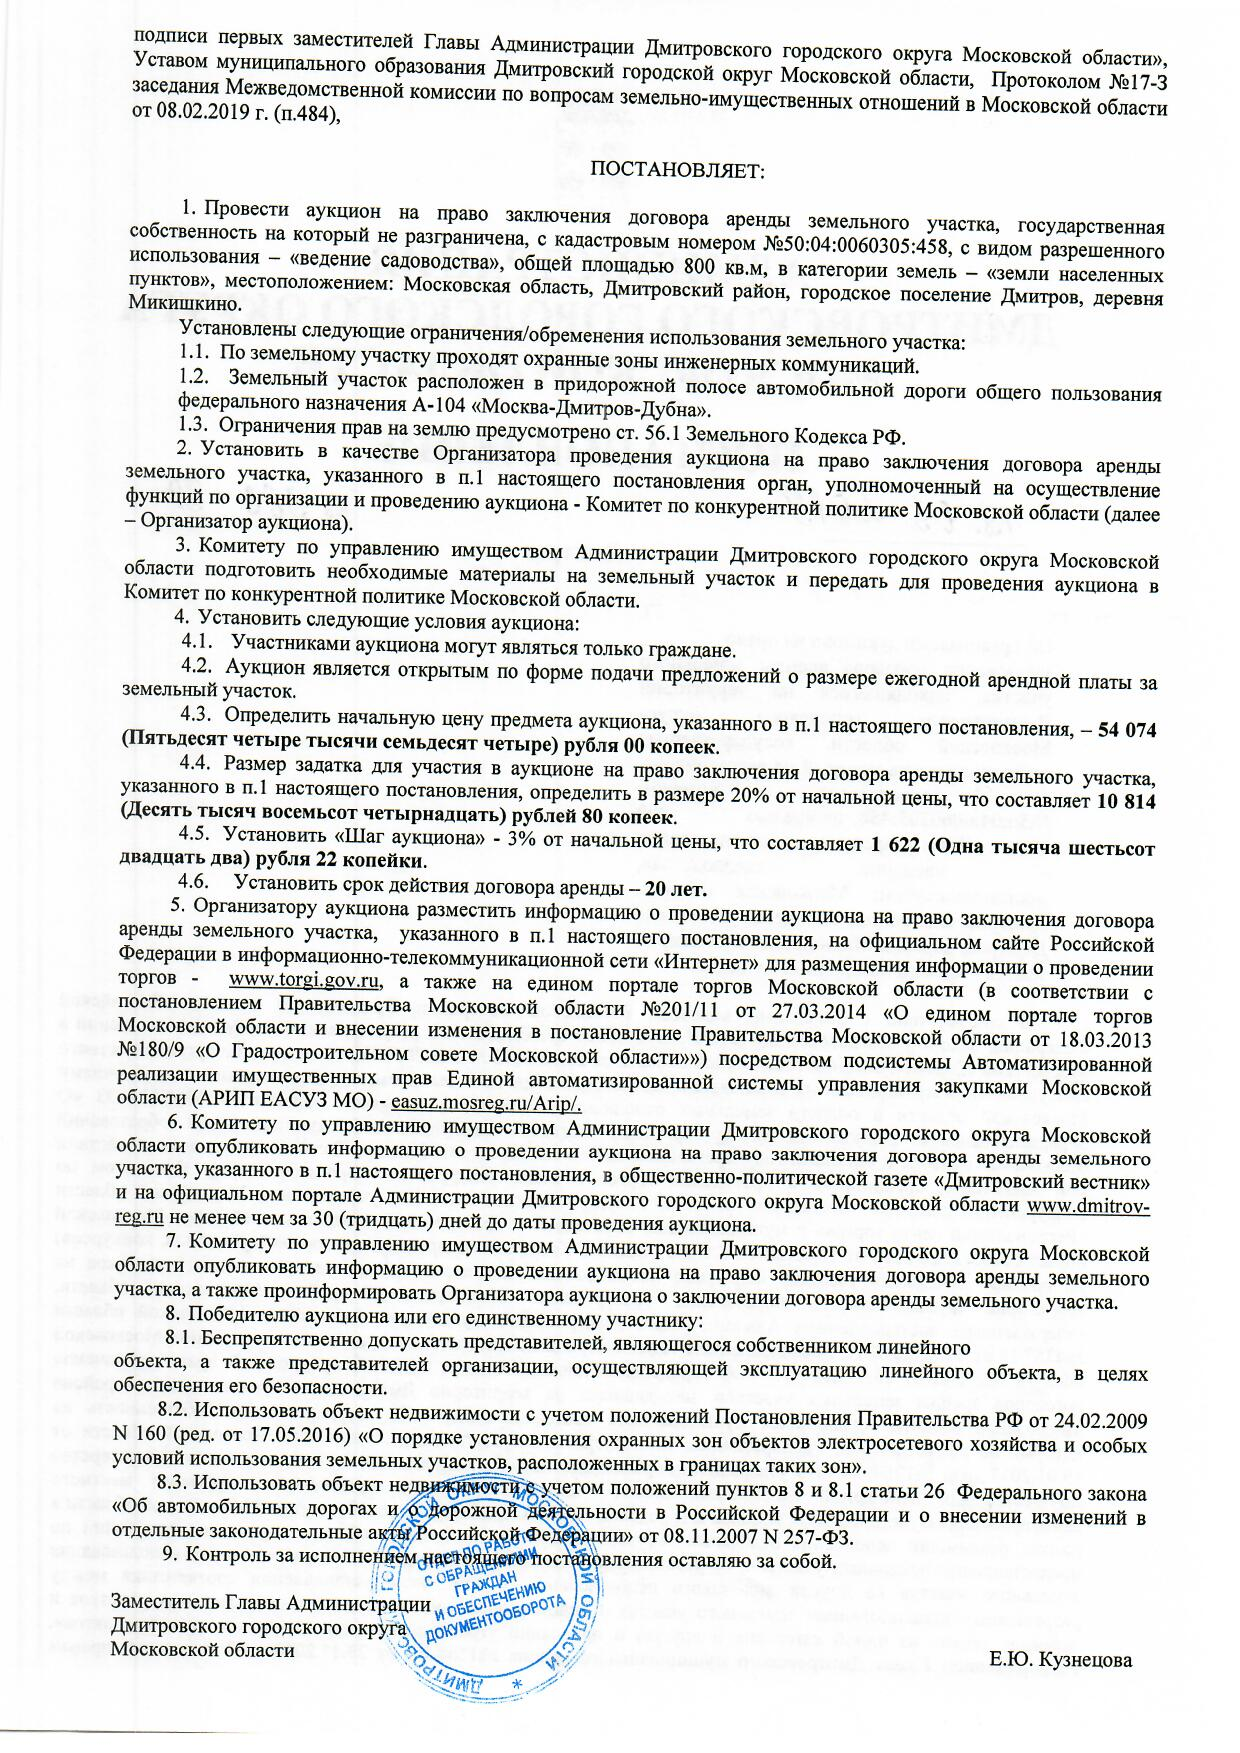 подписи первых заместителей Главы Администрации Дмитровского городского округа Московской области»,
Уставом муниципального образования Дмитровский городской округ Московской области, Протоколом №17-З
заседания Межведомственной комиссии по вопросам земельно-имущественных отношений в Московской области
от 08.02.2019 г. (п.484),
ПОСТАНОВЛЯЕТ:
1. Провести аукцион на право заключения договора аренды земельного участка, государственная
собственность на который не разграничена, с кадастровым номером №50:04:0060305:458, с видом разрешенного
использования – «ведение садоводства», общей площадью 800 кв.м, в категории земель – «земли населенных
пунктов», местоположением: Московская область, Дмитровский район, городское поселение Дмитров, деревня
Микишкино.
Установлены следующие ограничения/обременения использования земельного участка:
1.1. По земельному участку проходят охранные зоны инженерных коммуникаций.
1.2. Земельный участок расположен в придорожной полосе автомобильной дороги общего пользования
федерального назначения А-104 «Москва-Дмитров-Дубна».
1.3. Ограничения прав на землю предусмотрено ст. 56.1 Земельного Кодекса РФ.
2. Установить в качестве Организатора проведения аукциона на право заключения договора аренды
земельного участка, указанного в п.1 настоящего постановления орган, уполномоченный на осуществление
функций по организации и проведению аукциона - Комитет по конкурентной политике Московской области (далее
– Организатор аукциона).
3. Комитету по управлению имуществом Администрации Дмитровского городского округа Московской
области подготовить необходимые материалы на земельный участок и передать для проведения аукциона в
Комитет по конкурентной политике Московской области.
4. Установить следующие условия аукциона:
4.1. Участниками аукциона могут являться только граждане.
4.2. Аукцион является открытым по форме подачи предложений о размере ежегодной арендной платы за
земельный участок.
4.3. Определить начальную цену предмета аукциона, указанного в п.1 настоящего постановления, – 54 074
(Пятьдесят четыре тысячи семьдесят четыре) рубля 00 копеек.
4.4. Размер задатка для участия в аукционе на право заключения договора аренды земельного участка,
указанного в п.1 настоящего постановления, определить в размере 20% от начальной цены, что составляет 10 814
(Десять тысяч восемьсот четырнадцать) рублей 80 копеек.
4.5. Установить «Шаг аукциона» - 3% от начальной цены, что составляет 1 622 (Одна тысяча шестьсот
двадцать два) рубля 22 копейки.
4.6. Установить срок действия договора аренды – 20 лет.
5. Организатору аукциона разместить информацию о проведении аукциона на право заключения договора
аренды земельного участка, указанного в п.1 настоящего постановления, на официальном сайте Российской
Федерации в информационно-телекоммуникационной сети «Интернет» для размещения информации о проведении
торгов - www.torgi.gov.ru, а также на едином портале торгов Московской области (в соответствии с
постановлением Правительства Московской области №201/11 от 27.03.2014 «О едином портале торгов
Московской области и внесении изменения в постановление Правительства Московской области от 18.03.2013
№180/9 «О Градостроительном совете Московской области»») посредством подсистемы Автоматизированной
реализации имущественных прав Единой автоматизированной системы управления закупками Московской
области (АРИП ЕАСУЗ МО) - easuz.mosreg.ru/Arip/.
6. Комитету по управлению имуществом Администрации Дмитровского городского округа Московской
области опубликовать информацию о проведении аукциона на право заключения договора аренды земельного
участка, указанного в п.1 настоящего постановления, в общественно-политической газете «Дмитровский вестник»
и на официальном портале Администрации Дмитровского городского округа Московской области www.dmitrov-
reg.ru не менее чем за 30 (тридцать) дней до даты проведения аукциона.
7. Комитету по управлению имуществом Администрации Дмитровского городского округа Московской
области опубликовать информацию о проведении аукциона на право заключения договора аренды земельного
участка, а также проинформировать Организатора аукциона о заключении договора аренды земельного участка.
8. Победителю аукциона или его единственному участнику:
8.1. Беспрепятственно допускать представителей, являющегося собственником линейного
объекта, а также представителей организации, осуществляющей эксплуатацию линейного объекта, в целях
обеспечения его безопасности.
8.2. Использовать объект недвижимости с учетом положений Постановления Правительства РФ от 24.02.2009
N 160 (ред. от 17.05.2016) «О порядке установления охранных зон объектов электросетевого хозяйства и особых
условий использования земельных участков, расположенных в границах таких зон».
8.3. Использовать объект недвижимости с учетом положений пунктов 8 и 8.1 статьи 26 Федерального закона
«Об автомобильных дорогах и о дорожной деятельности в Российской Федерации и о внесении изменений в
отдельные законодательные акты Российской Федерации» от 08.11.2007 N 257-ФЗ.
9. Контроль за исполнением настоящего постановления оставляю за собой.
Заместитель Главы Администрации
Дмитровского городского округа
Московской области
Е.Ю. Кузнецова
ДМИТРОВСКИЙ ГОРОДСКОЙ ОКРУГ МОСКОВСКОЙ ОБЛАСТИ *
ОТДЕЛ ПО РАБОТЕ
С ОБРАЩЕНИЯМИ
ГРАЖДАН
И ОБЕСПЕЧЕНИЮ
ДОКУМЕНТООБОРОТА